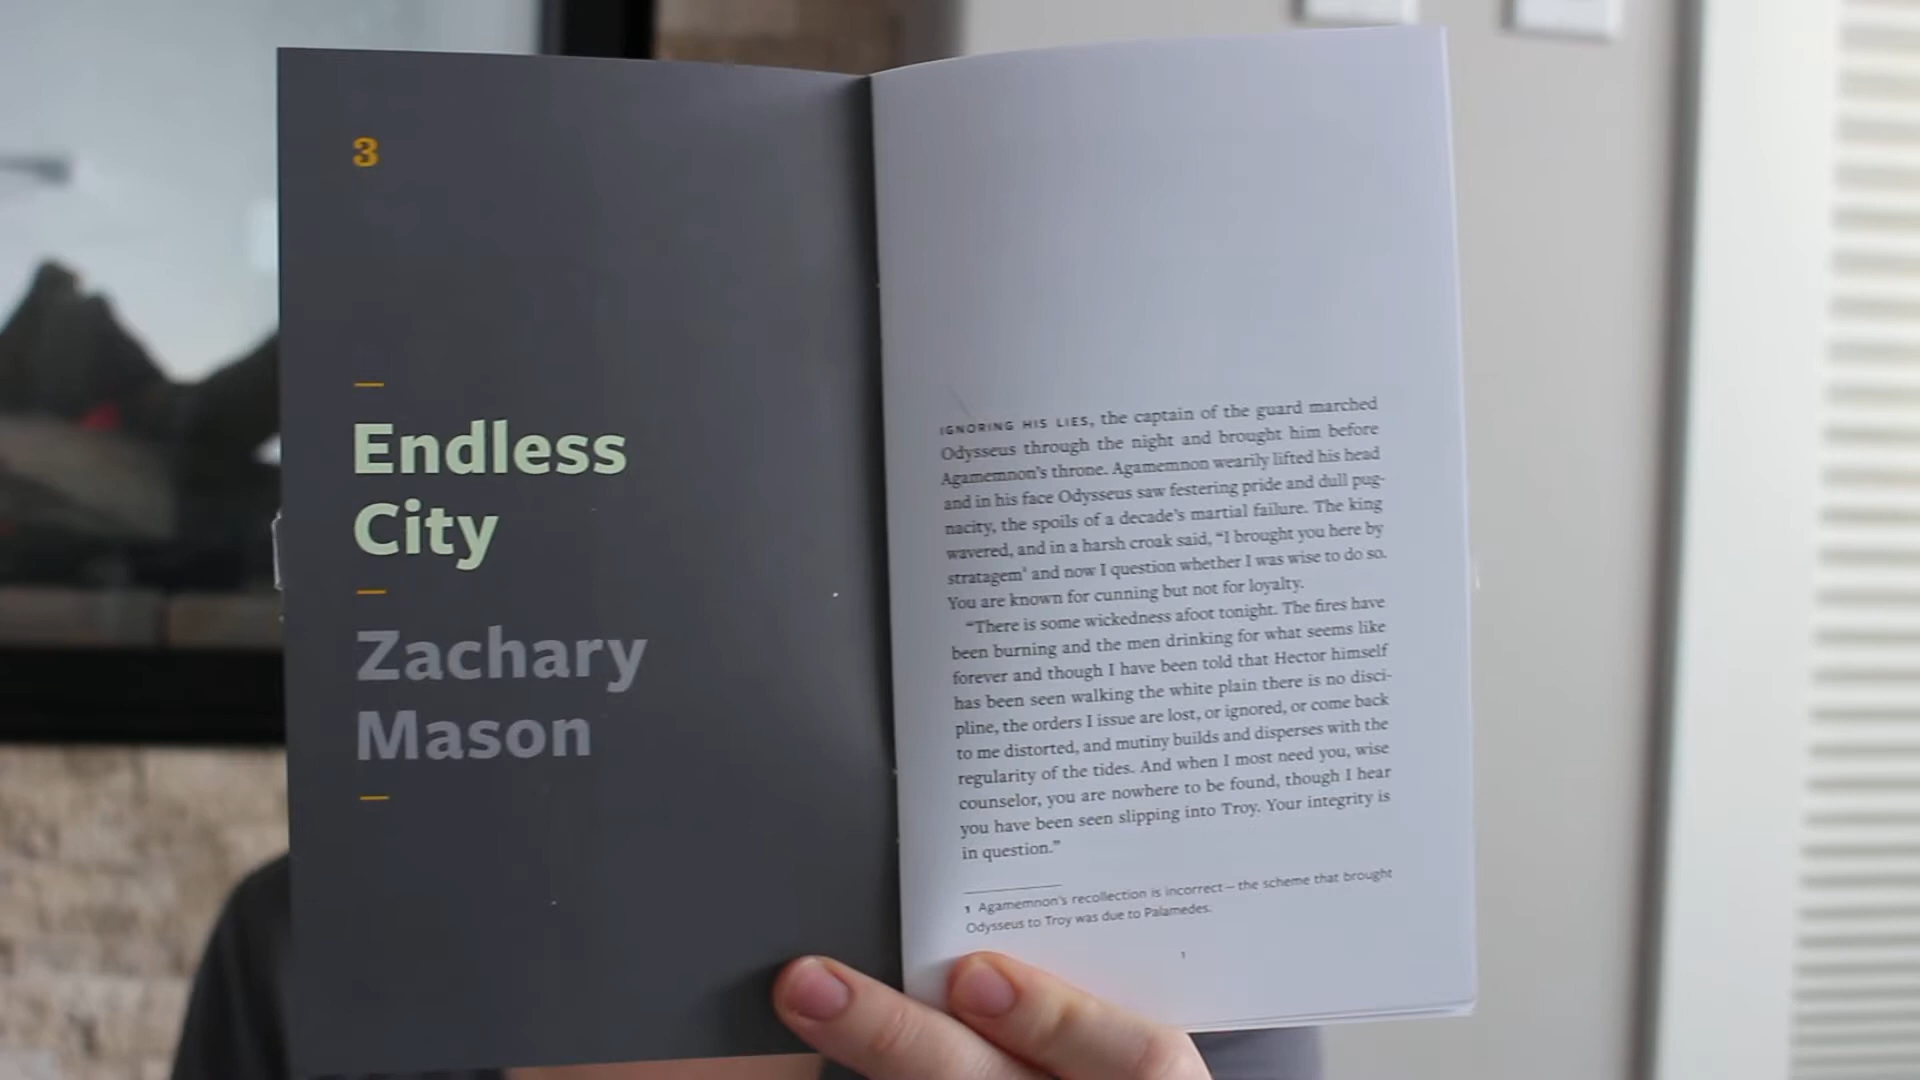 3
Endless
City
Zachary
Mason
IGNORING HIS LIES, the captain of the guard marched
Odysseus through the night and brought him before
Agamemnon's throne. Agamemnon wearily lifted his head
and in his face Odysseus saw festering pride and dull pug-
nacity, the spoils of a decade's martial failure. The king
wavered, and in a harsh croak said, “I brought you here by
stratagem¹ and now I question whether I was wise to do so.
You are known for cunning but not for loyalty.
“There is some wickedness afoot tonight. The fires have
been burning and the men drinking for what seems like
forever and though I have been told that Hector himself
has been seen walking the white plain there is no disci-
pline, the orders I issue are lost, or ignored, or come back
to me distorted, and mutiny builds and disperses with the
regularity of the tides. And when I most need you, wise
counselor, you are nowhere to be found, though I hear
you have been seen slipping into Troy. Your integrity is
in question.”
1 Agamemnon's recollection is incorrect – the scheme that brought
Odysseus to Troy was due to Palamedes.
1